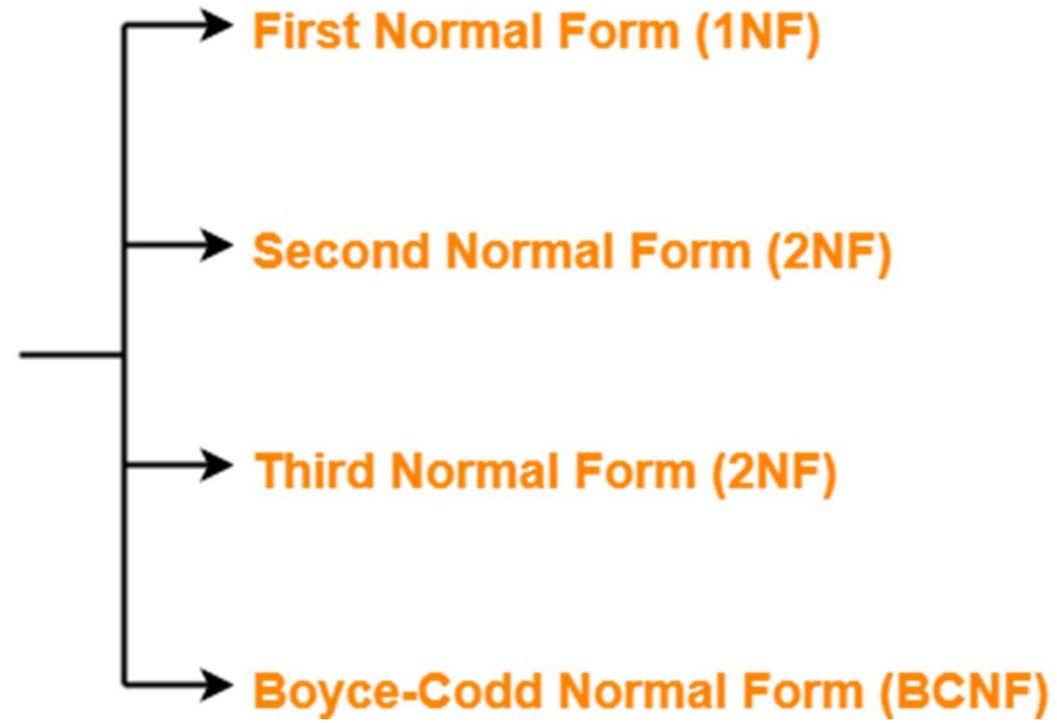 First Normal Form (1NF)
Second Normal Form (2NF)
Third Normal Form (2NF)
Boyce-Codd Normal Form (BCNF)